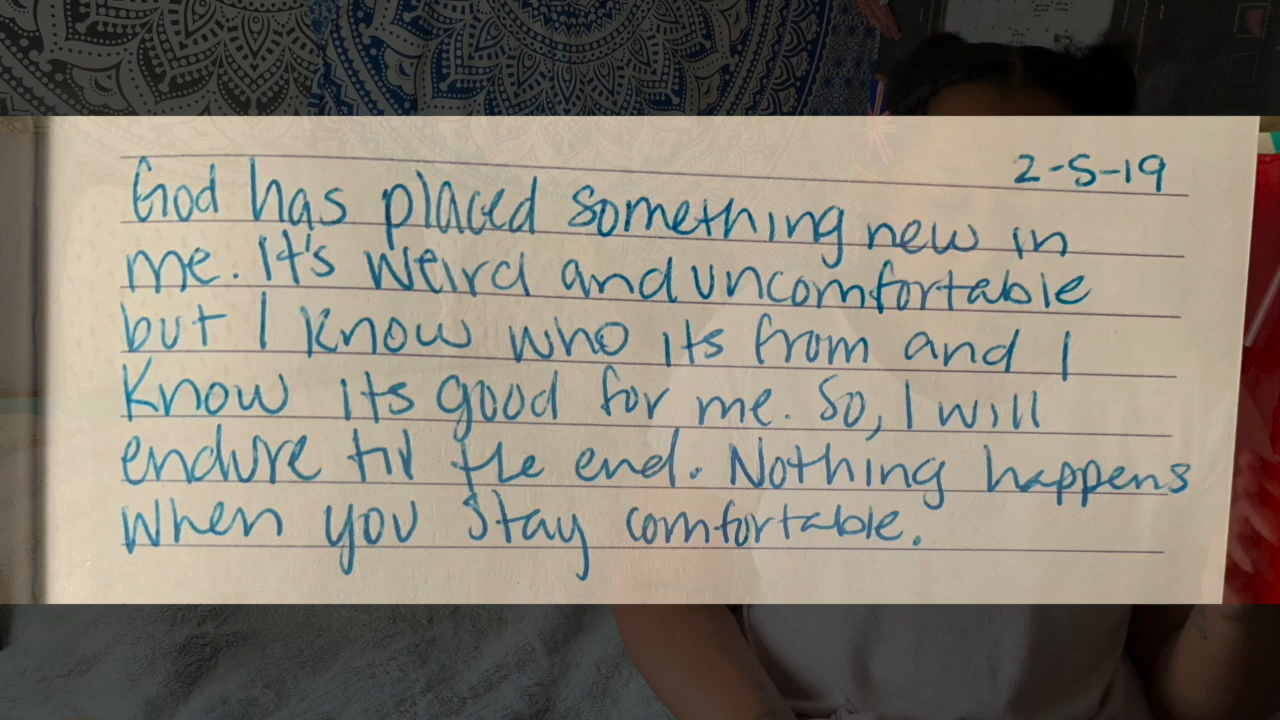 2-5-19
God has placed something new in
me. It's weird and uncomfortable
but I know who its from and I
know its good for me. So, I will
endure til the end. Nothing happens
when you stay comfortable.